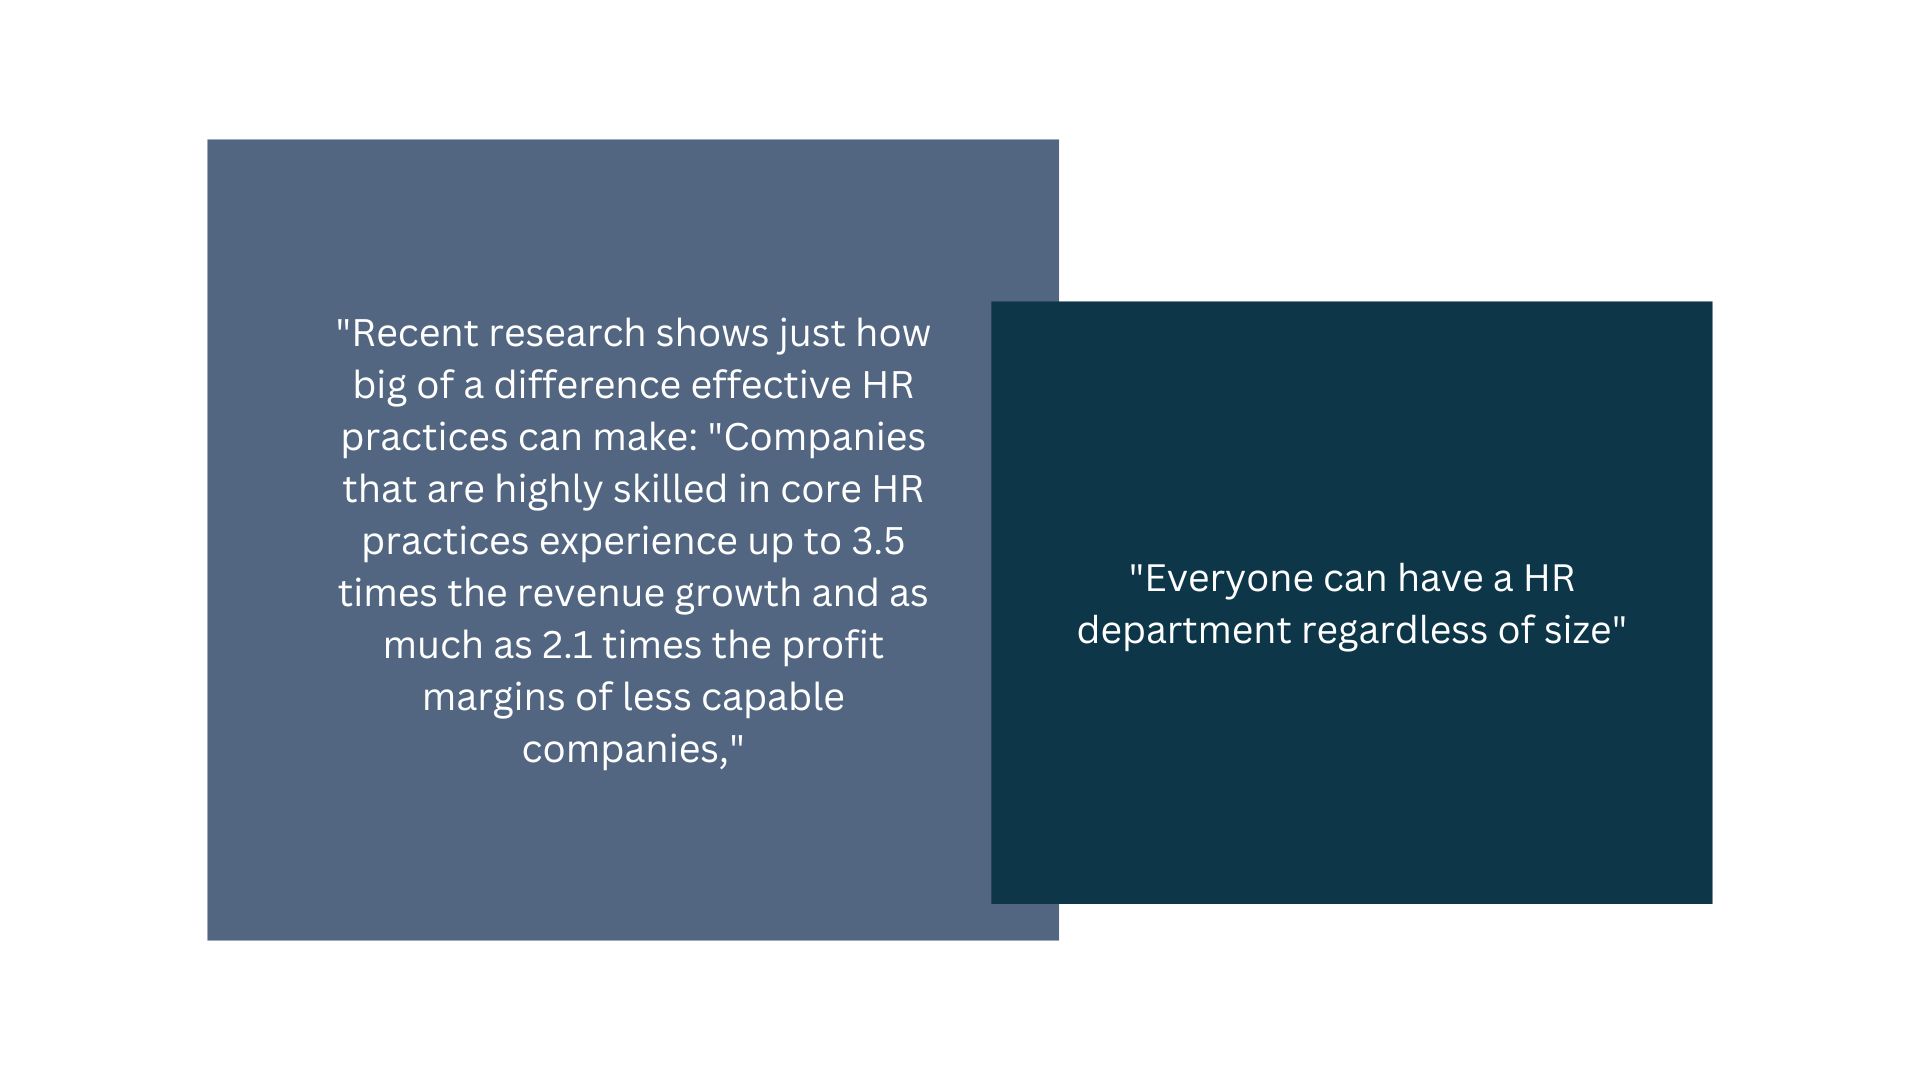 "Recent research shows just how
big of a difference effective HR
practices can make: "Companies
that are highly skilled in core HR
practices experience up to 3.5
times the revenue growth and as
much as 2.1 times the profit
margins of less capable
companies,"
"Everyone can have a HR
department regardless of size"